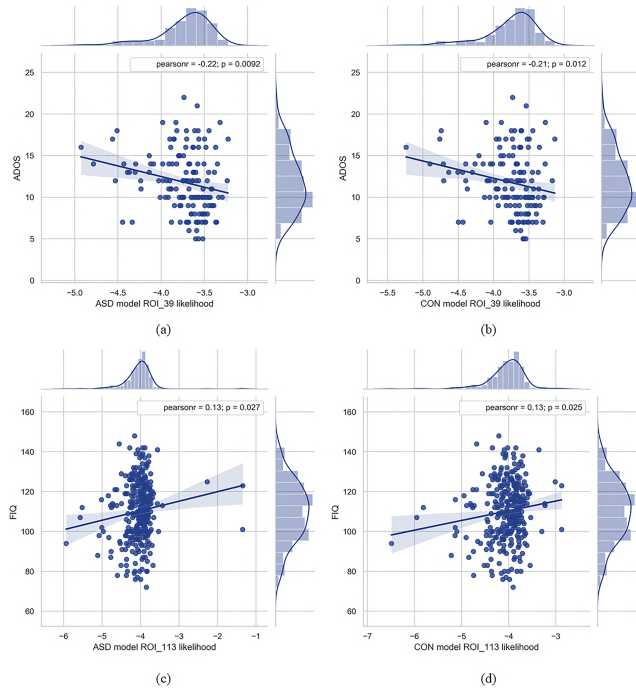 pearsonr = -0.22; p = 0.0092
ADOS
25
20
15
10
5
0
−5.0 −4.5 −4.0 −3.5 −3.0
ASD model ROI_39 likelihood
(a)
pearsonr = -0.21; p = 0.012
ADOS
25
20
15
10
5
0
−5.5 −5.0 −4.5 −4.0 −3.5 −3.0
CON model ROI_39 likelihood
(b)
pearsonr = 0.13; p = 0.027
FIQ
160
140
120
100
80
60
−6 −5 −4 −3 −2 −1
ASD model ROI_113 likelihood
(c)
pearsonr = 0.13; p = 0.025
FIQ
160
140
120
100
80
60
−7 −6 −5 −4 −3
CON model ROI_113 likelihood
(d)